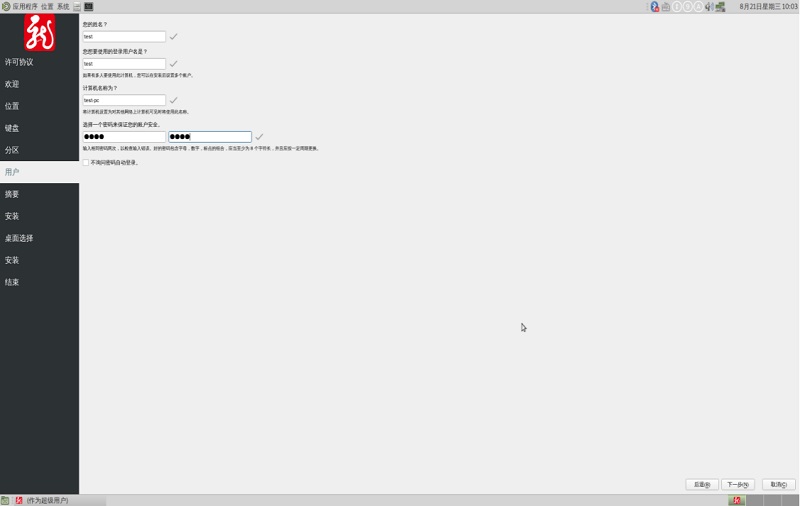 应用程序 位置 系统
8月21日星期三 10:03
许可协议
欢迎
位置
键盘
分区
用户
摘要
安装
桌面选择
安装
结束
您的姓名？
test
您想要使用的登录用户名是？
test
如果有多人要使用此计算机，您可以在安装后设置多个账户。
计算机名称为？
test-pc
将计算机设置为对其他网络上计算机可见时将使用此名称。
选择一个密码来保证您的账户安全。
输入相同密码两次，以检查输入错误。好的密码包含字母，数字，标点的组合，应当至少为 8 个字符长，并且应按一定周期更换。
不询问密码自动登录。
后退(B)
下一步(N)
取消(C)
(作为超级用户)